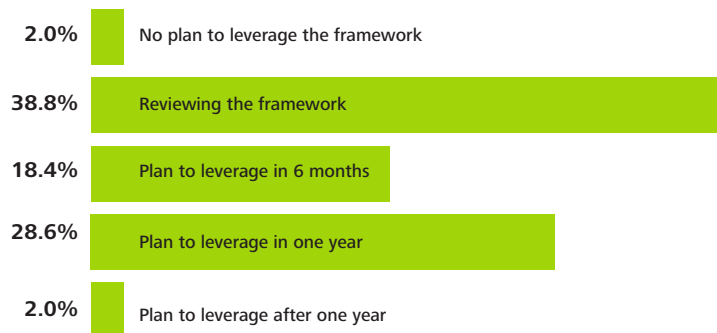 2.0% No plan to leverage the framework
38.8% Reviewing the framework
18.4% Plan to leverage in 6 months
28.6% Plan to leverage in one year
2.0% Plan to leverage after one year